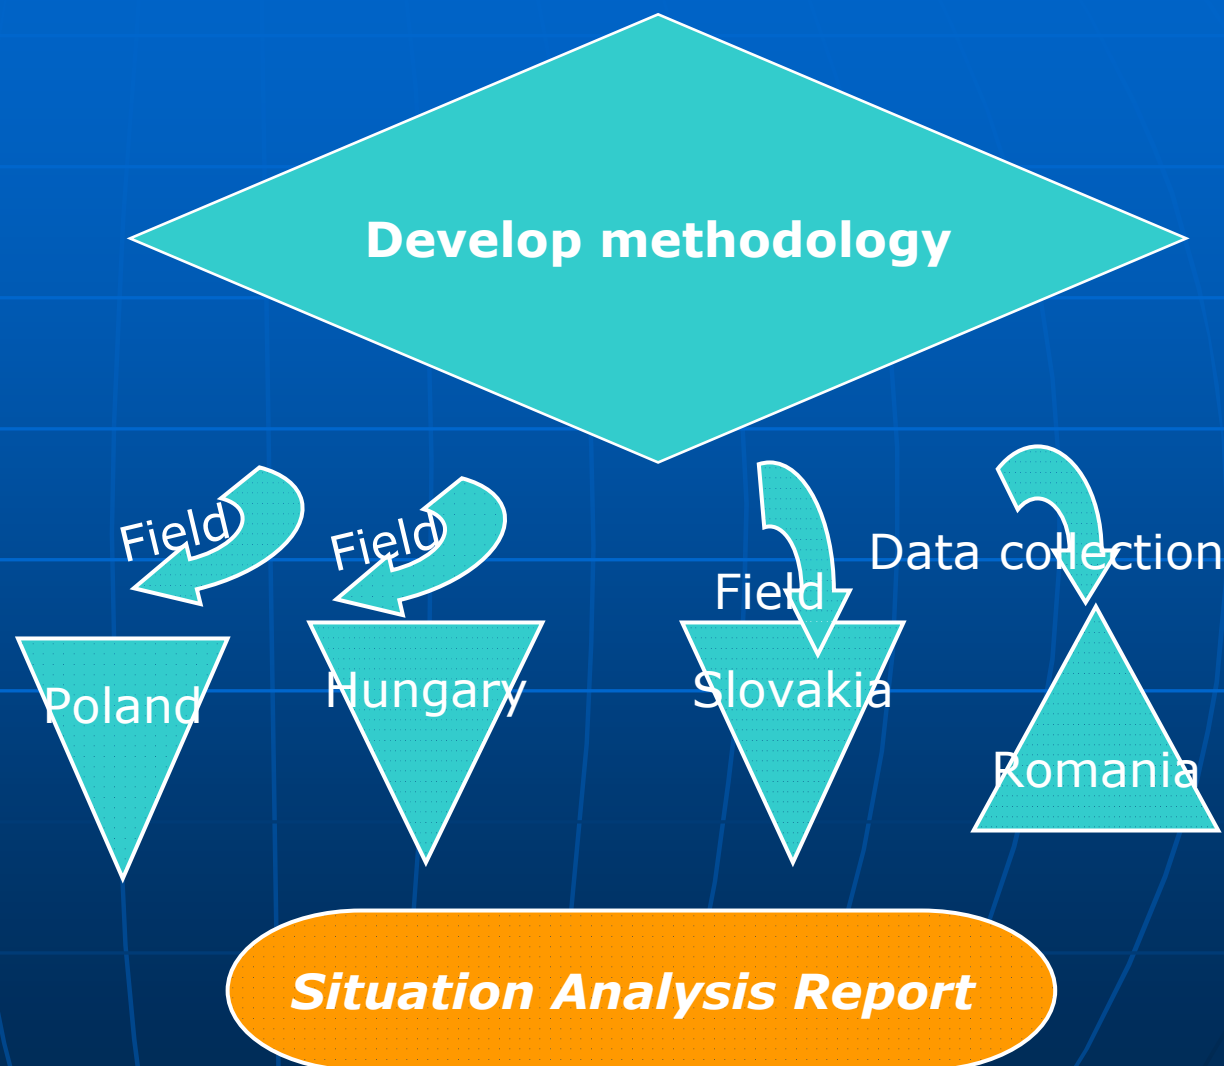 Develop methodology
Field
Field
Field
Data collection
Poland
Hungary
Slovakia
Romania
Situation Analysis Report